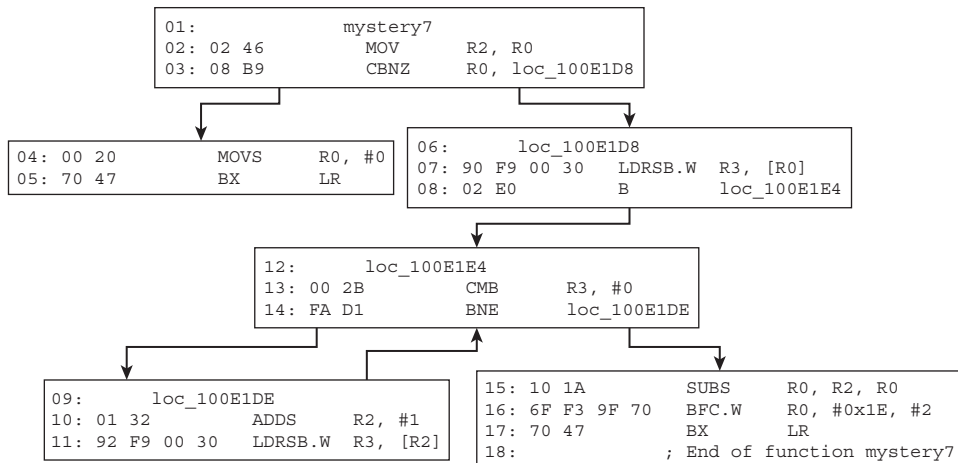 01: mystery7
02: 02 46 MOV R2, R0
03: 08 B9 CBNZ R0, loc_100E1D8
04: 00 20 MOVS R0, #0
05: 70 47 BX LR
06: loc_100E1D8
07: 90 F9 00 30 LDRSB.W R3, [R0]
08: 02 E0 B loc_100E1E4
12: loc_100E1E4
13: 00 2B CMB R3, #0
14: FA D1 BNE loc_100E1DE
09: loc_100E1DE
10: 01 32 ADDS R2, #1
11: 92 F9 00 30 LDRSB.W R3, [R2]
15: 10 1A SUBS R0, R2, R0
16: 6F F3 9F 70 BFC.W R0, #0x1E, #2
17: 70 47 BX LR
18: ; End of function mystery7